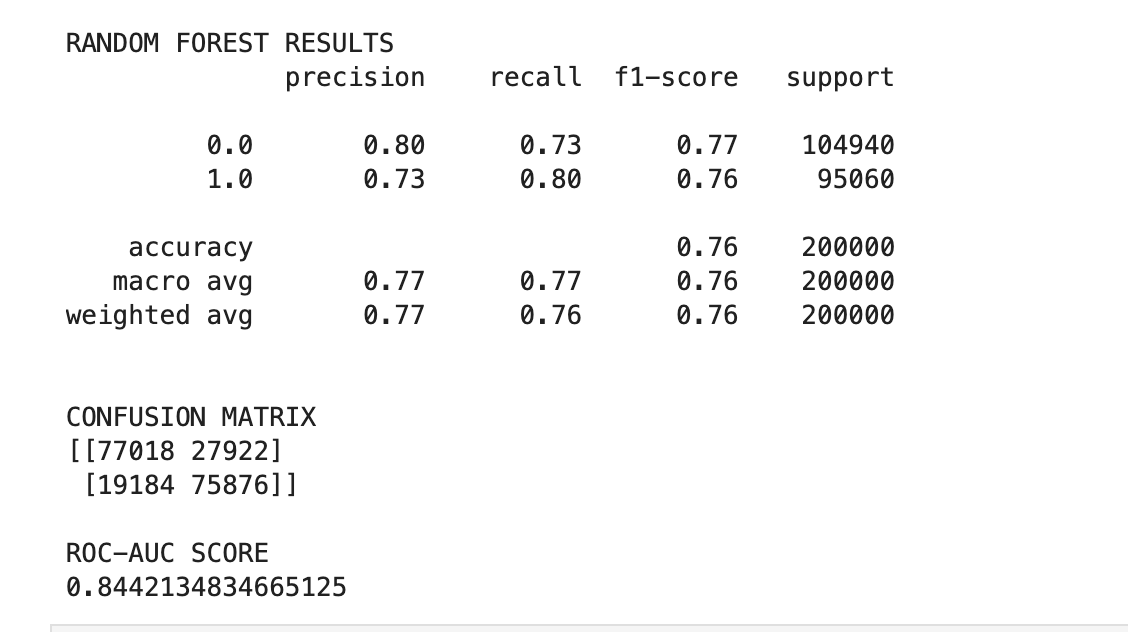 RANDOM FOREST RESULTS
precision recall f1-score support
0.0 0.80 0.73 0.77 104940
1.0 0.73 0.80 0.76 95060
accuracy 0.76 200000
macro avg 0.77 0.77 0.76 200000
weighted avg 0.77 0.76 0.76 200000
CONFUSION MATRIX
[[77018 27922]
[19184 75876]]
ROC-AUC SCORE
0.8442134834665125